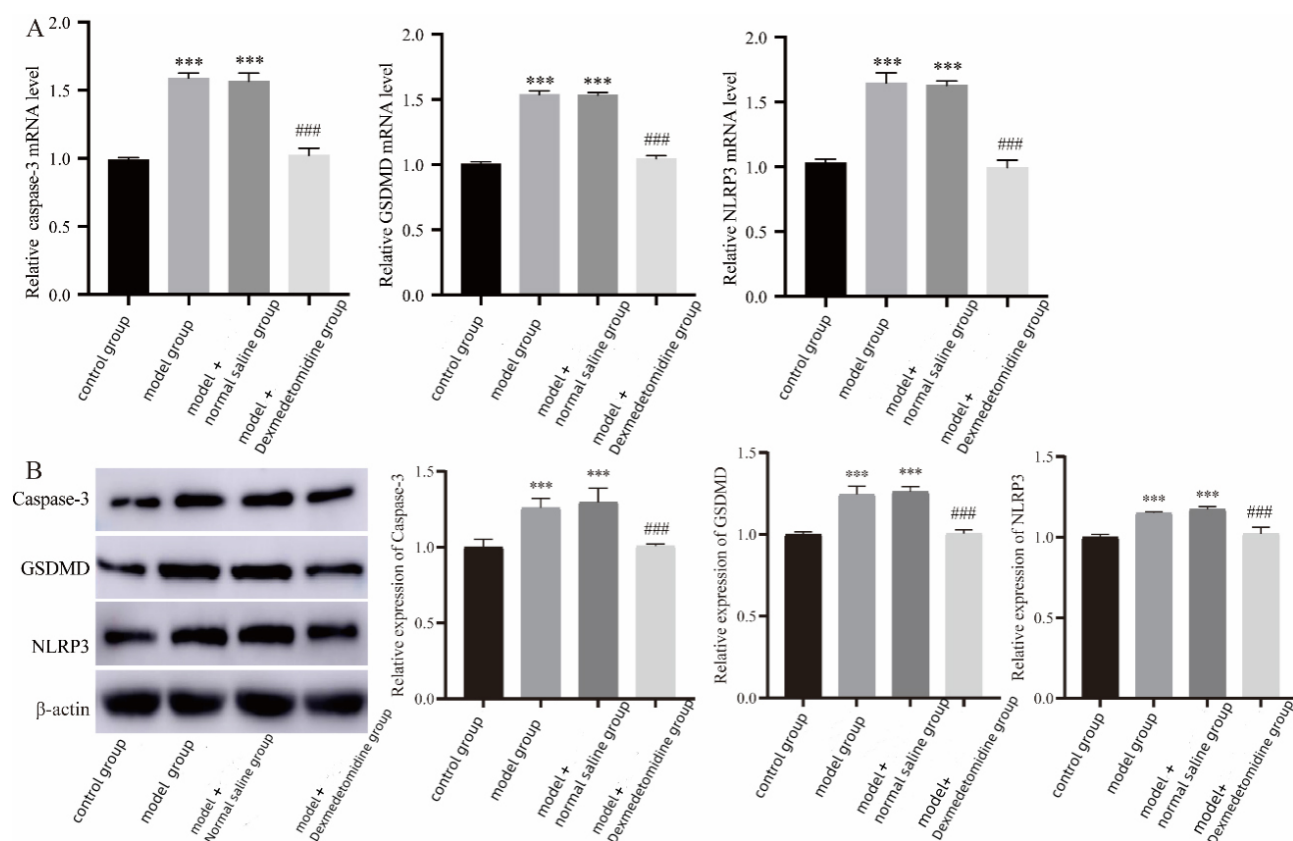 A
Relative caspase-3 mRNA level
2.0
1.5
1.0
0.5
0.0
***
***
###
control group
model group
model +
normal saline group
model +
Dexmedetomidine group
Relative GSDMD mRNA level
2.0
1.5
1.0
0.5
0.0
***
***
###
control group
model group
model+
normal saline group
model +
Dexmedetomidine group
Relative NLRP3 mRNA level
2.0
1.5
1.0
0.5
0.0
***
***
###
control group
model group
model+
normal saline group
model +
Dexmedetomidine group
B
Caspase-3
GSDMD
NLRP3
β-actin
control group
model group
model +
Normal saline group
model+
Dexmedetomidine group
Relative expression of Caspase-3
1.5
1.0
0.5
0.0
***
***
###
control group
model group
model+
normal saline group
model +
Dexmedetomidine group
Relative expression of GSDMD
1.5
1.0
0.5
0.0
***
***
###
control group
model group
model +
normal saline group
model+
Dexmedetomidine group
Relative expression of NLRP3
1.5
1.0
0.5
0.0
***
***
###
control group
model group
model +
normal saline group
model+
Dexmedetomidine group